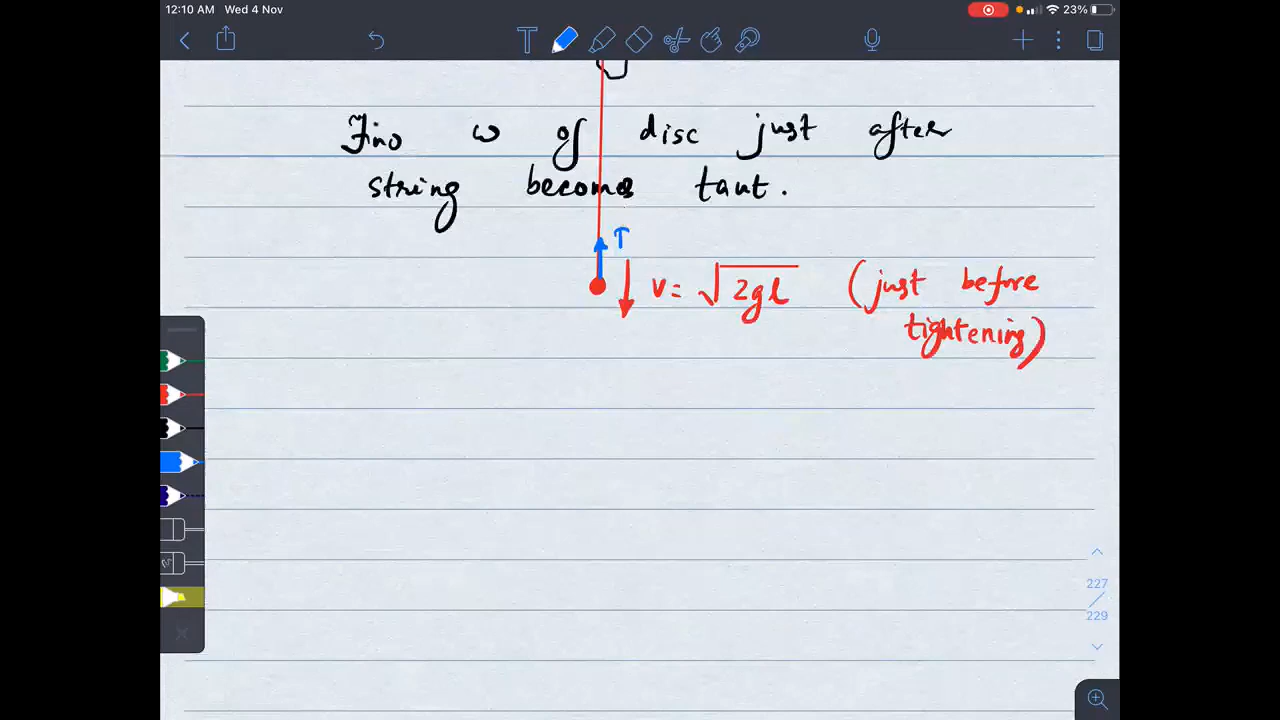 12:10 AM Wed 4 Nov
23%
Find ω of disc just after
string becomes taut.
T
v = √2gl (just before
tightening)
227
229